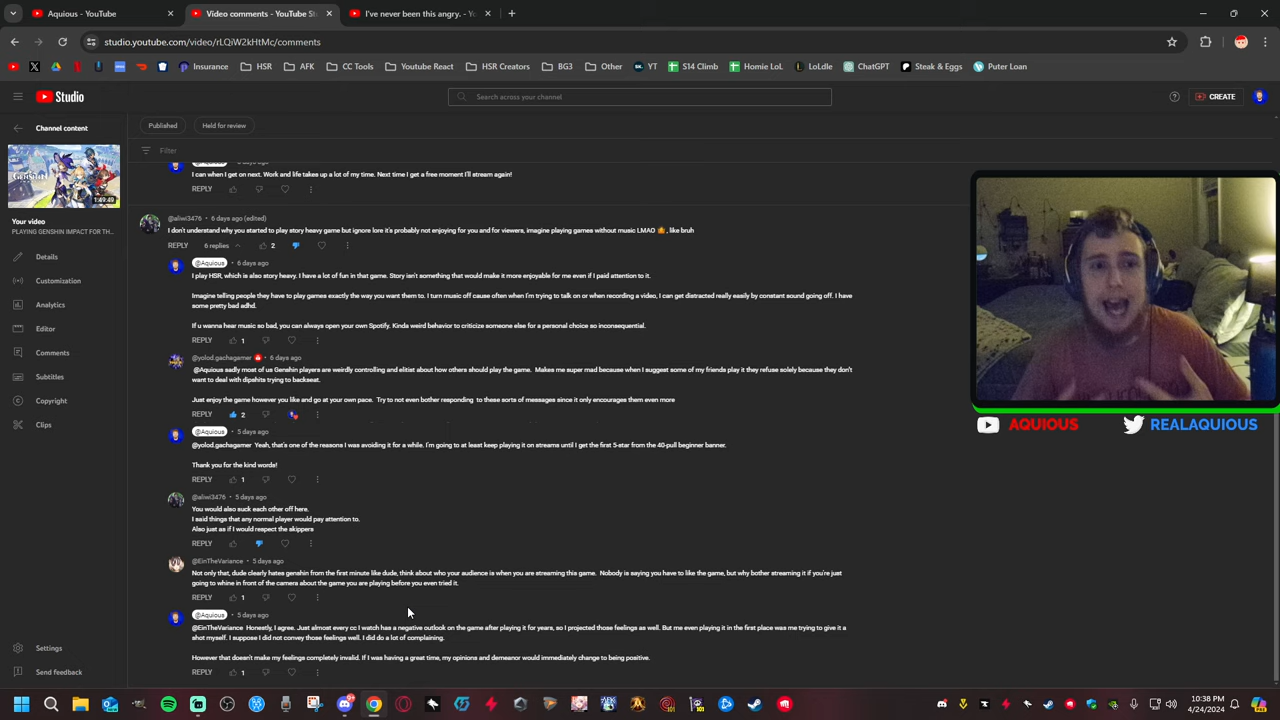 Aquious - YouTube
Video comments - YouTube St
I've never been this angry. - Yo
studio.youtube.com/video/rLQiW2kHtMc/comments
Insurance
HSR
AFK
CC Tools
Youtube React
HSR Creators
BG3
Other
YT
S14 Climb
Homie LoL
LoLdle
ChatGPT
Steak & Eggs
Puter Loan
Studio
Search across your channel
CREATE
Channel content
Published
Held for review
Filter
GENSHIN
1:49:49
Your video
PLAYING GENSHIN IMPACT FOR TH...
Details
Customization
Analytics
Editor
Comments
Subtitles
Copyright
Clips
Settings
Send feedback
I can when I get on next. Work and life takes up a lot of my time. Next time I get a free moment I'll stream again!
REPLY
@aliwi3476 • 6 days ago (edited)
I don't understand why you started to play story heavy game but ignore lore it's probably not enjoying for you and for viewers, imagine playing games without music LMAO , like bruh
REPLY 6 replies 2
@Aquious • 6 days ago
I play HSR, which is also story heavy. I have a lot of fun in that game. Story isn't something that would make it more enjoyable for me even if I paid attention to it.
Imagine telling people they have to play games exactly the way you want them to. I turn music off cause often when I'm trying to talk on or when recording a video, I can get distracted really easily by constant sound going off. I have
some pretty bad adhd.
If u wanna hear music so bad, you can always open your own Spotify. Kinda weird behavior to criticize someone else for a personal choice so inconsequential.
REPLY 1
@yolod.gachagamer • 6 days ago
@Aquious sadly most of us Genshin players are weirdly controlling and elitist about how others should play the game. Makes me super mad because when I suggest some of my friends play it they refuse solely because they don't
want to deal with dipshits trying to backseat.
Just enjoy the game however you like and go at your own pace. Try to not even bother responding to these sorts of messages since it only encourages them even more
REPLY 2
@Aquious • 5 days ago
@yolod.gachagamer Yeah, that's one of the reasons I was avoiding it for a while. I'm going to at least keep playing it on streams until I get the first 5-star from the 40-pull beginner banner.
Thank you for the kind words!
REPLY 1
@aliwi3476 • 5 days ago
You would also suck each other off here.
I said things that any normal player would pay attention to.
Also just as if I would respect the skippers
REPLY
@EinTheVariance • 5 days ago
Not only that, dude clearly hates genshin from the first minute like dude, think about who your audience is when you are streaming this game. Nobody is saying you have to like the game, but why bother streaming it if you're just
going to whine in front of the camera about the game you are playing before you even tried it.
REPLY 1
@Aquious • 5 days ago
@EinTheVariance Honestly, I agree. Just almost every cc I watch has a negative outlook on the game after playing it for years, so I projected those feelings as well. But me even playing it in the first place was me trying to give it a
shot myself. I suppose I did not convey those feelings well. I did do a lot of complaining.
However that doesn't make my feelings completely invalid. If I was having a great time, my opinions and demeanor would immediately change to being positive.
REPLY 1
AQUIOUS
REALAQUIOUS
10:38 PM
4/24/2024